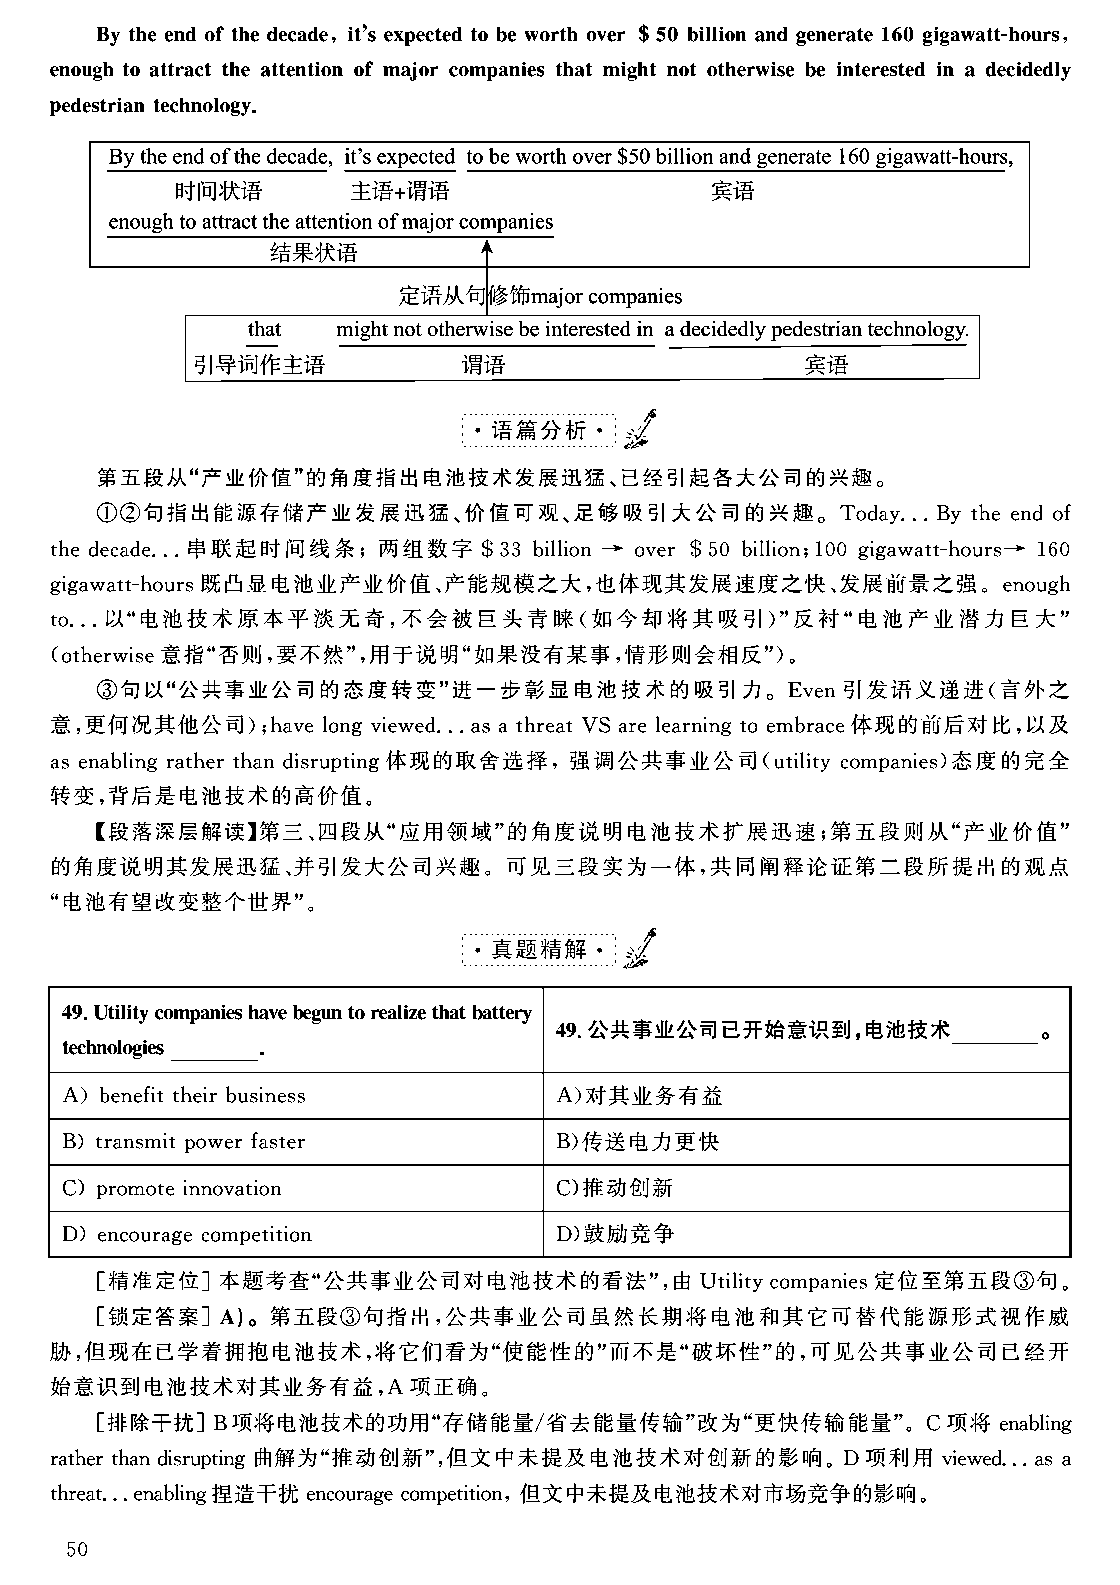 By the end of the decade, it's expected to be worth over $50 billion and generate 160 gigawatt-hours,
enough to attract the attention of major companies that might not otherwise be interested in a decidedly
pedestrian technology.
By the end of the decade, it's expected to be worth over $50 billion and generate 160 gigawatt-hours,
时间状语 主语+谓语 宾语
enough to attract the attention of major companies
结果状语
定语从句修饰major companies
that might not otherwise be interested in a decidedly pedestrian technology.
引导词作主语 谓语 宾语
·语篇分析·
第五段从“产业价值”的角度指出电池技术发展迅猛、已经引起各大公司的兴趣。
①②句指出能源存储产业发展迅猛、价值可观、足够吸引大公司的兴趣。Today... By the end of
the decade...串联起时间线条; 两组数字 $33 billion → over $50 billion;100 gigawatt-hours→ 160
gigawatt-hours 既凸显电池业产业价值、产能规模之大,也体现其发展速度之快、发展前景之强。enough
to...以“电池技术原本平淡无奇,不会被巨头青睐(如今却将其吸引)”反衬“电池产业潜力巨大”
(otherwise 意指“否则,要不然”,用于说明“如果没有某事,情形则会相反”)。
③句以“公共事业公司的态度转变”进一步彰显电池技术的吸引力。Even 引发语义递进(言外之
意,更何况其他公司);have long viewed... as a threat VS are learning to embrace 体现的前后对比,以及
as enabling rather than disrupting 体现的取舍选择, 强调公共事业公司(utility companies)态度的完全
转变,背后是电池技术的高价值。
【段落深层解读】第三、四段从“应用领域”的角度说明电池技术扩展迅速;第五段则从“产业价值”
的角度说明其发展迅猛、并引发大公司兴趣。可见三段实为一体,共同阐释论证第二段所提出的观点
“电池有望改变整个世界”。
·真题精解·
49. Utility companies have begun to realize that battery
technologies ________.
49. 公共事业公司已开始意识到,电池技术________。
A) benefit their business
A)对其业务有益
B) transmit power faster
B)传送电力更快
C) promote innovation
C)推动创新
D) encourage competition
D)鼓励竞争
[精准定位] 本题考查“公共事业公司对电池技术的看法”,由 Utility companies 定位至第五段③句。
[锁定答案] A)。第五段③句指出,公共事业公司虽然长期将电池和其它可替代能源形式视作威
胁,但现在已学着拥抱电池技术,将它们看为“使能性的”而不是“破坏性”的,可见公共事业公司已经开
始意识到电池技术对其业务有益,A 项正确。
[排除干扰] B项将电池技术的功用“存储能量/省去能量传输”改为“更快传输能量”。C 项将 enabling
rather than disrupting 曲解为“推动创新”,但文中未提及电池技术对创新的影响。D 项利用 viewed... as a
threat... enabling 捏造干扰 encourage competition, 但文中未提及电池技术对市场竞争的影响。
50